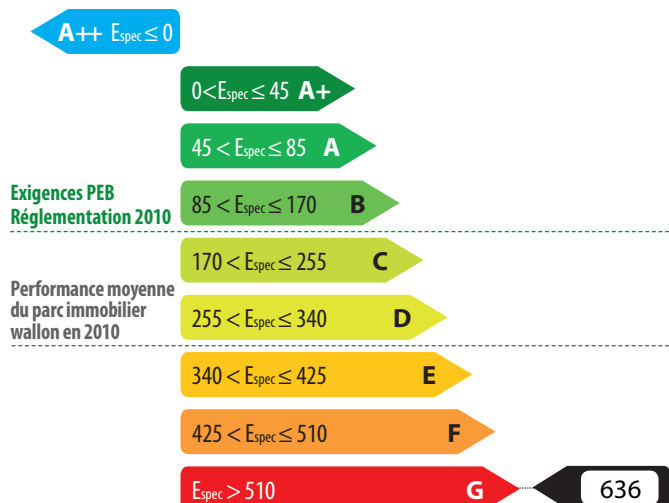 A++ Espec ≤ 0
0<Espec ≤ 45 A+
45 < Espec ≤ 85 A
Exigences PEB
Réglementation 2010
85 < Espec ≤ 170 B
170 < Espec ≤ 255 C
Performance moyenne
du parc immobilier
wallon en 2010
255 < Espec ≤ 340 D
340 < Espec ≤ 425 E
425 < Espec ≤ 510 F
Espec > 510 G 636